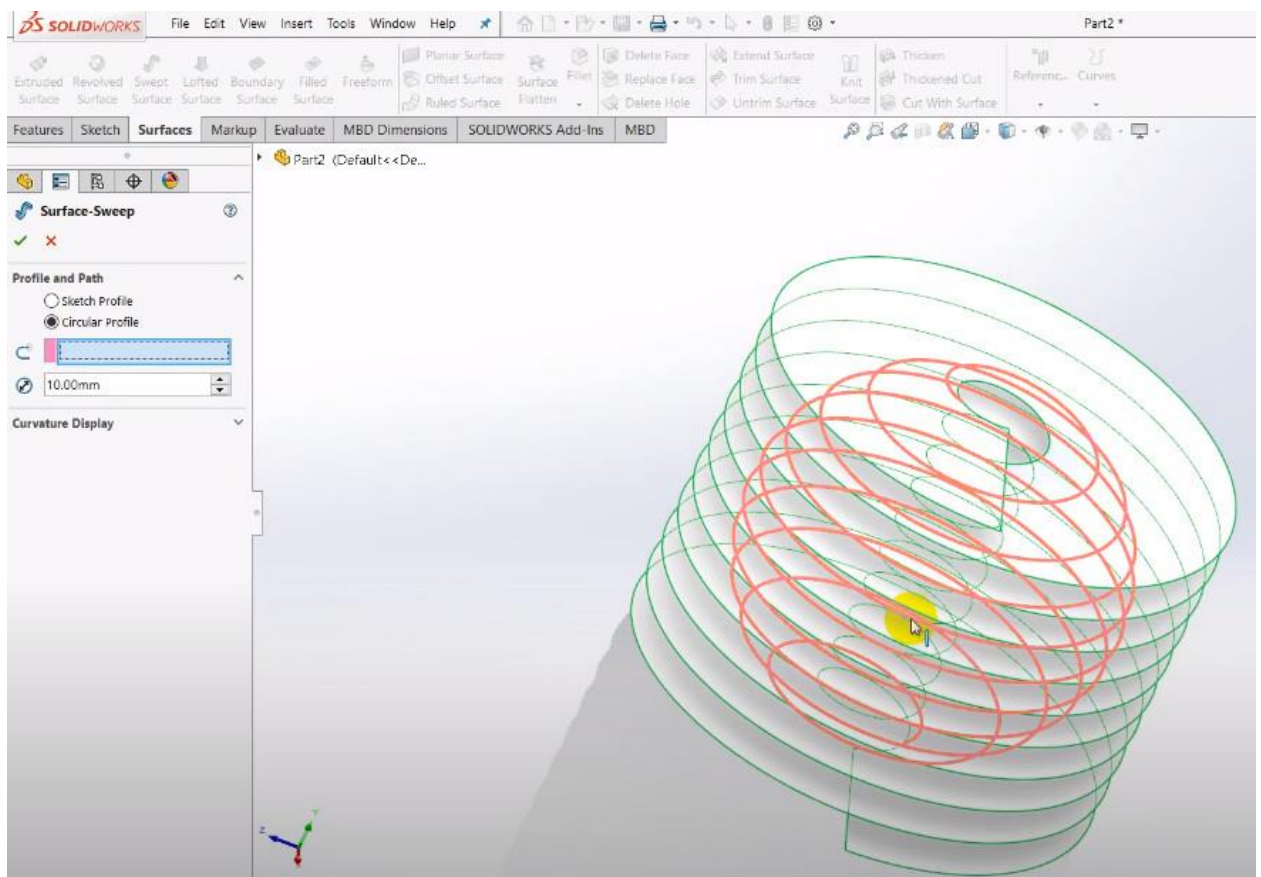 SOLIDWORKS File Edit View Insert Tools Window Help Part2 *
Extruded Surface
Revolved Surface
Swept Surface
Lofted Surface
Boundary Surface
Filled Surface
Freeform
Planar Surface
Offset Surface
Ruled Surface
Surface Flatten
Fillet
Delete Face
Replace Face
Delete Hole
Extend Surface
Trim Surface
Untrim Surface
Knit Surface
Thicken
Thickened Cut
Cut With Surface
Referenc...
Curves
Features Sketch Surfaces Markup Evaluate MBD Dimensions SOLIDWORKS Add-Ins MBD
Part2 (Default<<De...
Surface-Sweep
Profile and Path
Sketch Profile
Circular Profile
10.00mm
Curvature Display
Z
Y